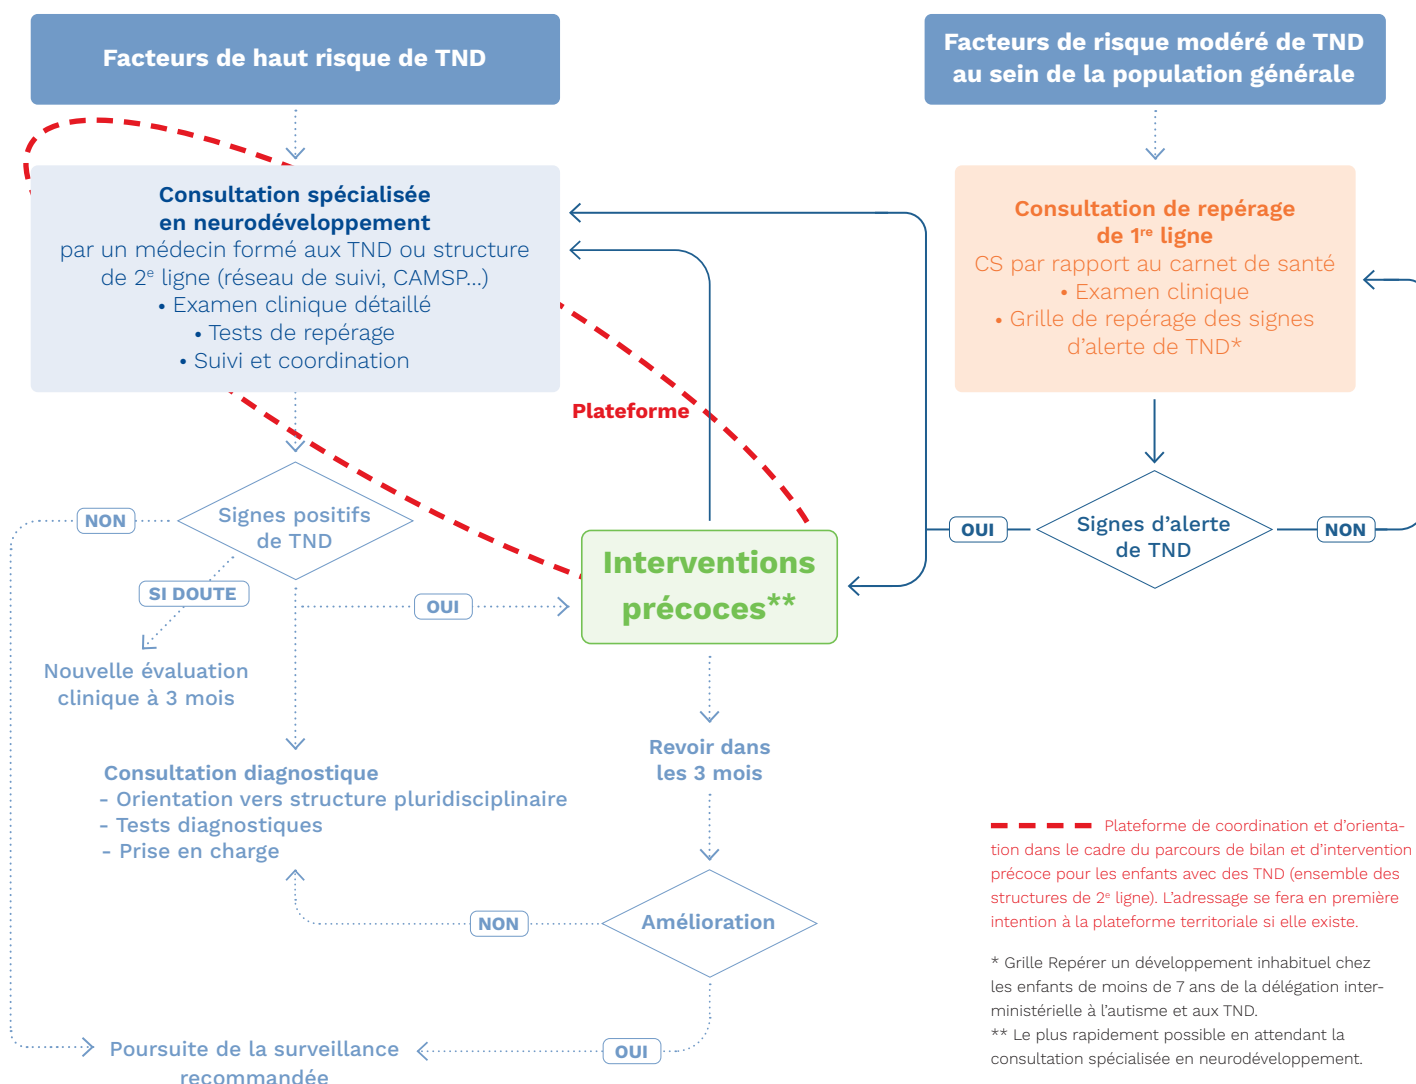 Facteurs de haut risque de TND
Facteurs de risque modéré de TND
au sein de la population générale
Consultation spécialisée
en neurodéveloppement
par un médecin formé aux TND ou structure
de 2e ligne (réseau de suivi, CAMSP...)
• Examen clinique détaillé
• Tests de repérage
• Suivi et coordination
Consultation de repérage
de 1re ligne
CS par rapport au carnet de santé
• Examen clinique
• Grille de repérage des signes
d'alerte de TND*
Plateforme
Signes positifs
de TND
NON
SI DOUTE
OUI
Nouvelle évaluation
clinique à 3 mois
Interventions
précoces**
OUI
Signes d'alerte
de TND
NON
Consultation diagnostique
- Orientation vers structure pluridisciplinaire
- Tests diagnostiques
- Prise en charge
Revoir dans
les 3 mois
NON
Amélioration
OUI
Poursuite de la surveillance
recommandée
Plateforme de coordination et d'orienta-
tion dans le cadre du parcours de bilan et d'intervention
précoce pour les enfants avec des TND (ensemble des
structures de 2e ligne). L'adressage se fera en première
intention à la plateforme territoriale si elle existe.
* Grille Repérer un développement inhabituel chez
les enfants de moins de 7 ans de la délégation inter-
ministérielle à l'autisme et aux TND.
** Le plus rapidement possible en attendant la
consultation spécialisée en neurodéveloppement.